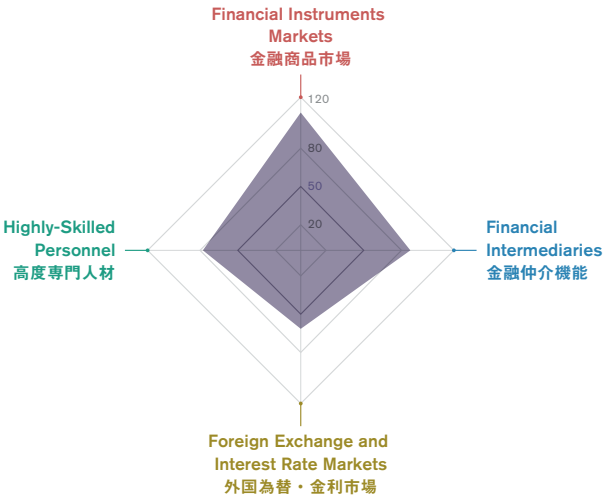 Financial Instruments
Markets
金融商品市場
120
80
50
20
Highly-Skilled
Personnel
高度専門人材
Financial
Intermediaries
金融仲介機能
Foreign Exchange and
Interest Rate Markets
外国為替・金利市場